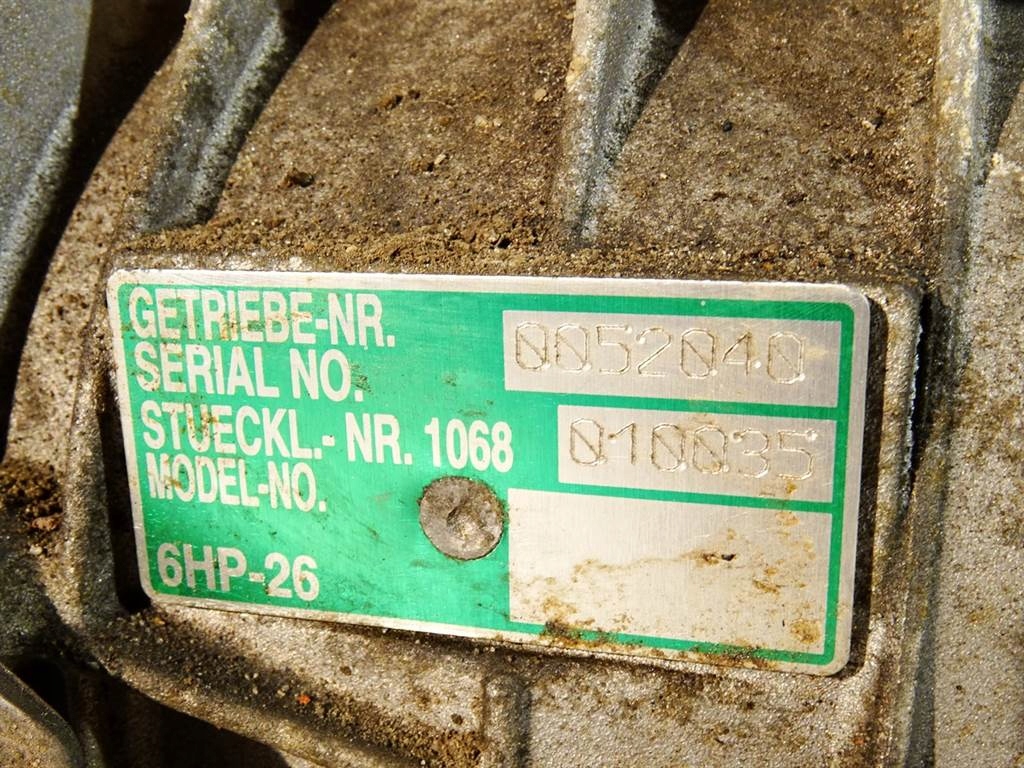 GETRIEBE-NR.
SERIAL NO. 0052040
STUECKL.- NR. 1068 010035
MODEL-NO.
6HP-26